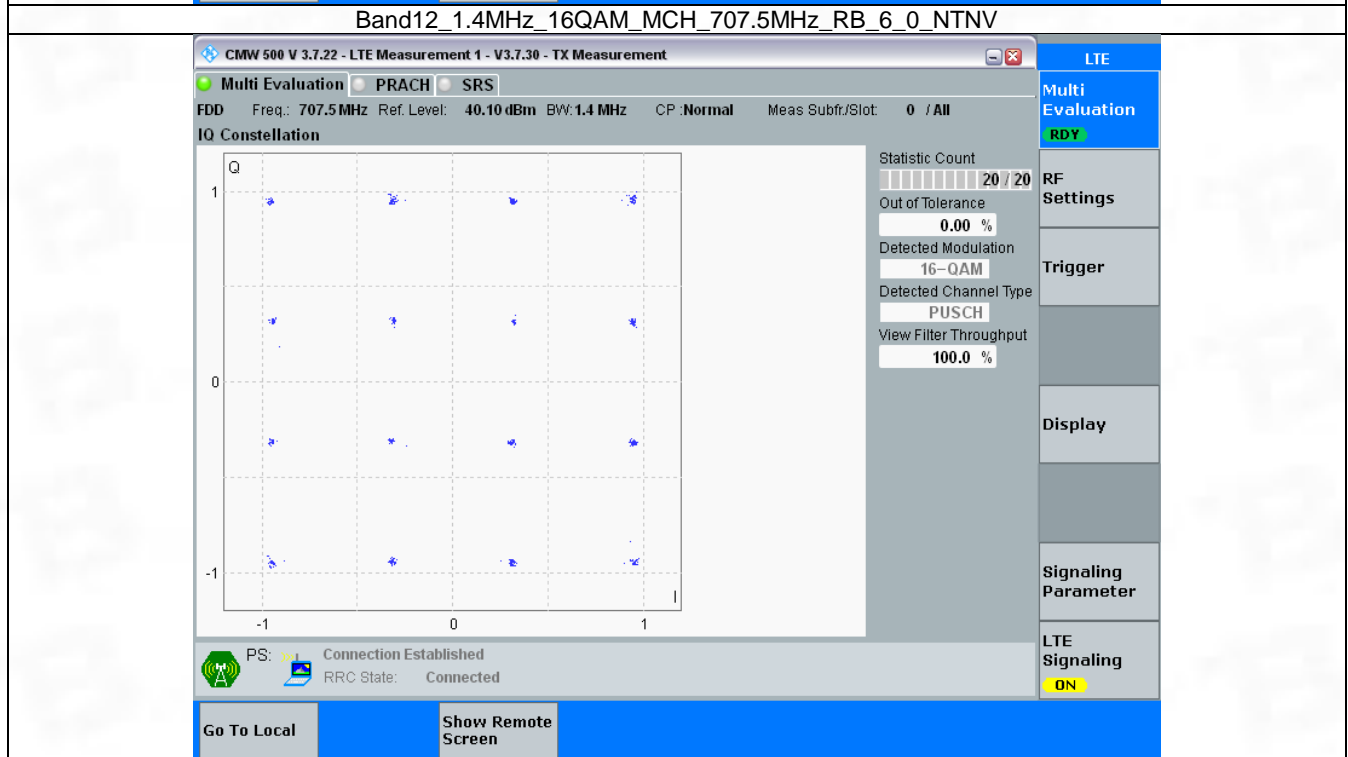 Band12_1.4MHz_16QAM_MCH_707.5MHz_RB_6_0_NTNV
CMW 500 V 3.7.22 - LTE Measurement 1 - V3.7.30 - TX Measurement
LTE
Multi Evaluation PRACH SRS
FDD Freq.: 707.5 MHz Ref. Level: 40.10 dBm BW: 1.4 MHz CP :Normal Meas Subfr./Slot: 0 / All
IQ Constellation
Multi
Evaluation
RDY
Q
1
0
-1
-1 0 1
I
Statistic Count
20 / 20
Out of Tolerance
0.00 %
Detected Modulation
16-QAM
Detected Channel Type
PUSCH
View Filter Throughput
100.0 %
RF
Settings
Trigger
Display
Signaling
Parameter
LTE
Signaling
ON
PS: Connection Established
RRC State: Connected
Go To Local
Show Remote
Screen